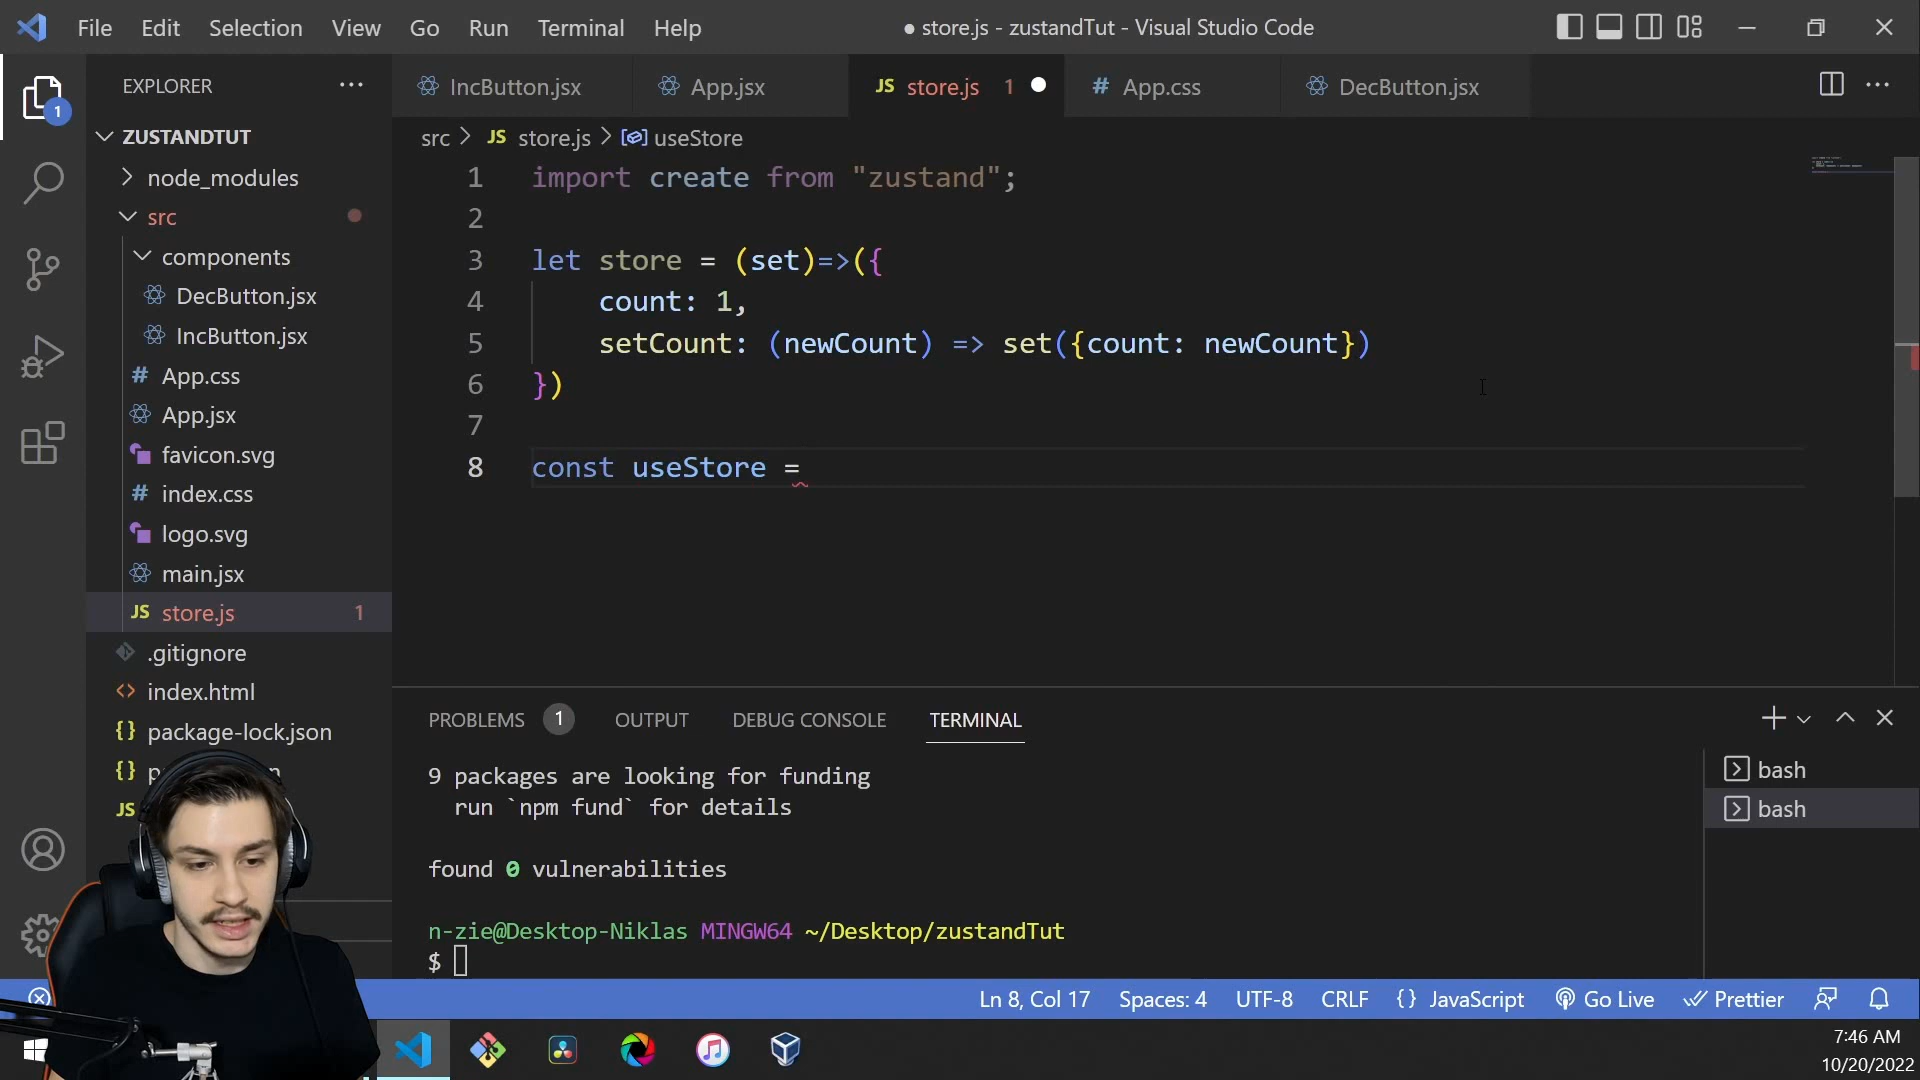 File Edit Selection View Go Run Terminal Help
● store.js - zustandTut - Visual Studio Code
EXPLORER
IncButton.jsx
App.jsx
JS store.js 1
# App.css
DecButton.jsx
1
src > JS store.js > useStore
ZUSTANDTUT
node_modules
src
components
DecButton.jsx
IncButton.jsx
# App.css
App.jsx
favicon.svg
# index.css
logo.svg
main.jsx
JS store.js 1
.gitignore
index.html
{} package-lock.json
{}
JS
1 import create from "zustand";
2
3 let store = (set)=>({
4 count: 1,
5 setCount: (newCount) => set({count: newCount})
6 })
7
8 const useStore =
PROBLEMS 1 OUTPUT DEBUG CONSOLE TERMINAL
9 packages are looking for funding
run `npm fund` for details
found 0 vulnerabilities
n-zie@Desktop-Niklas MINGW64 ~/Desktop/zustandTut
$
bash
bash
Ln 8, Col 17 Spaces: 4 UTF-8 CRLF {} JavaScript Go Live Prettier
7:46 AM
10/20/2022